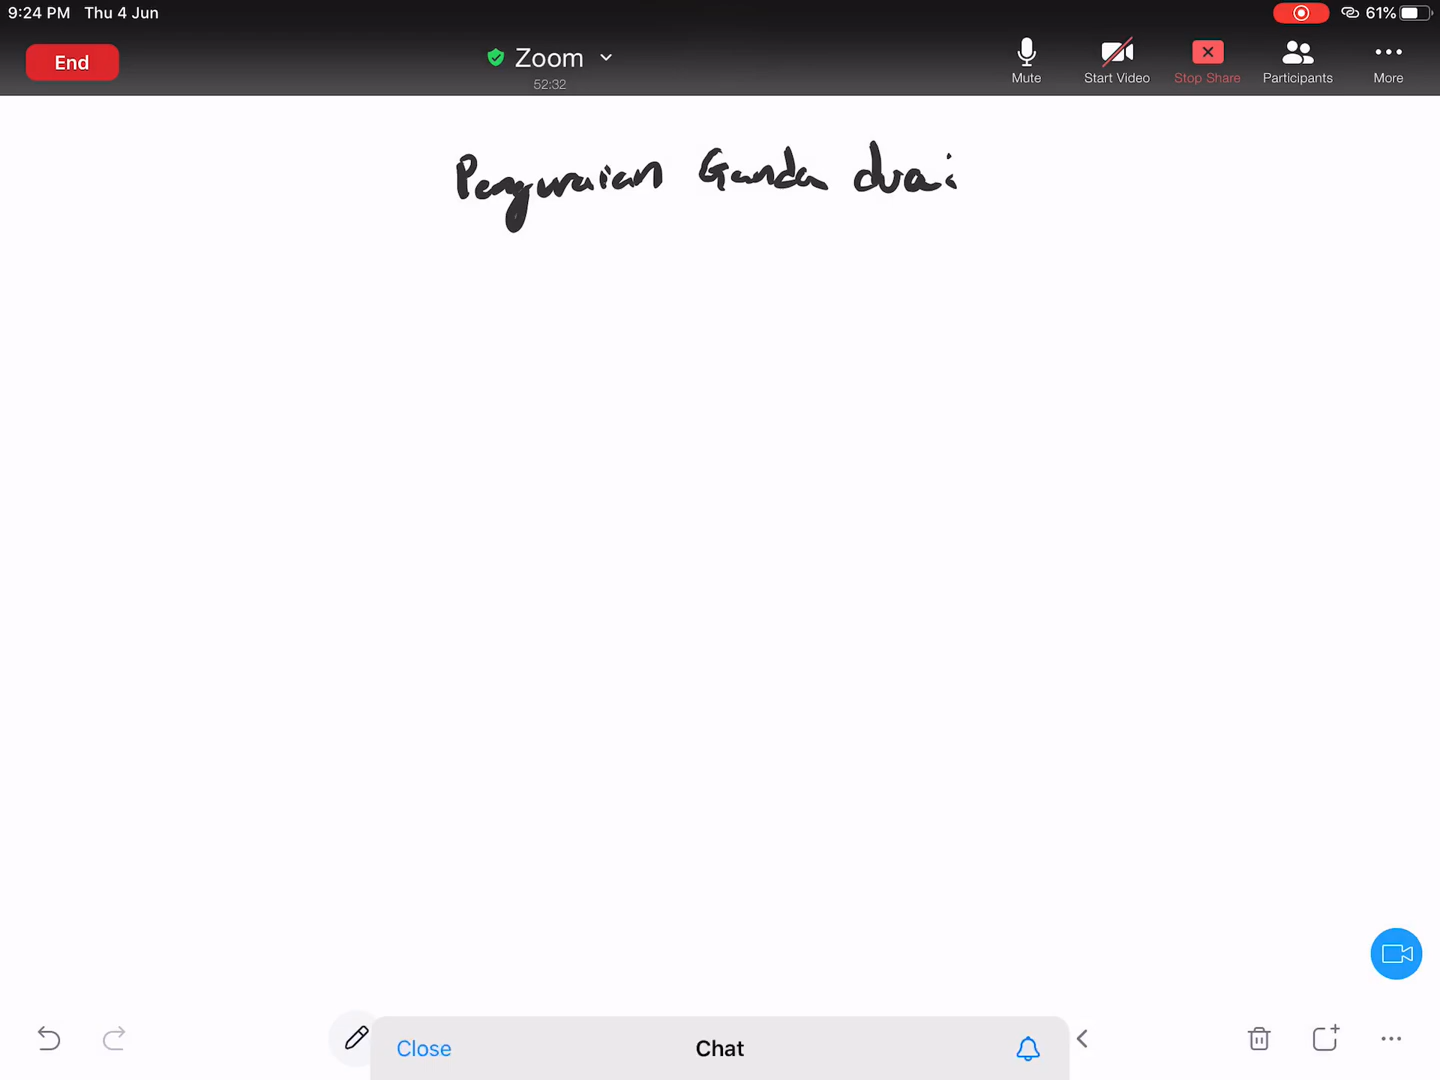 9:24 PM Thu 4 Jun 61%
End
Zoom
52:32
Mute
Start Video
Stop Share
Participants
More
Penguraian Ganda dua:
Close
Chat